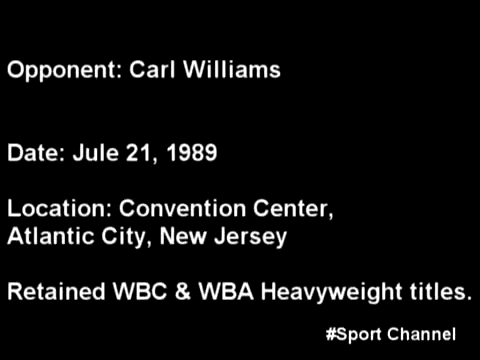 Opponent: Carl Williams
Date: Jule 21, 1989
Location: Convention Center,
Atlantic City, New Jersey
Retained WBC & WBA Heavyweight titles.
#Sport Channel